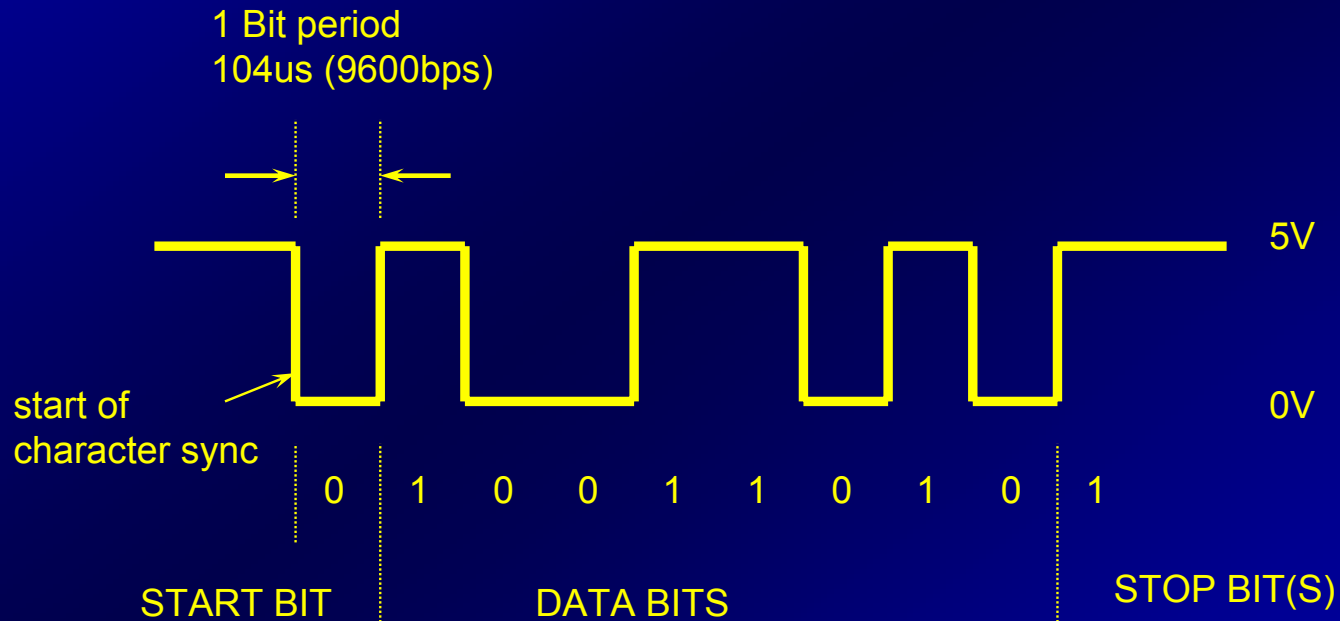 1 Bit period
104us (9600bps)
5V
start of
character sync
0V
0 1 0 0 1 1 0 1 0 1
START BIT
DATA BITS
STOP BIT(S)